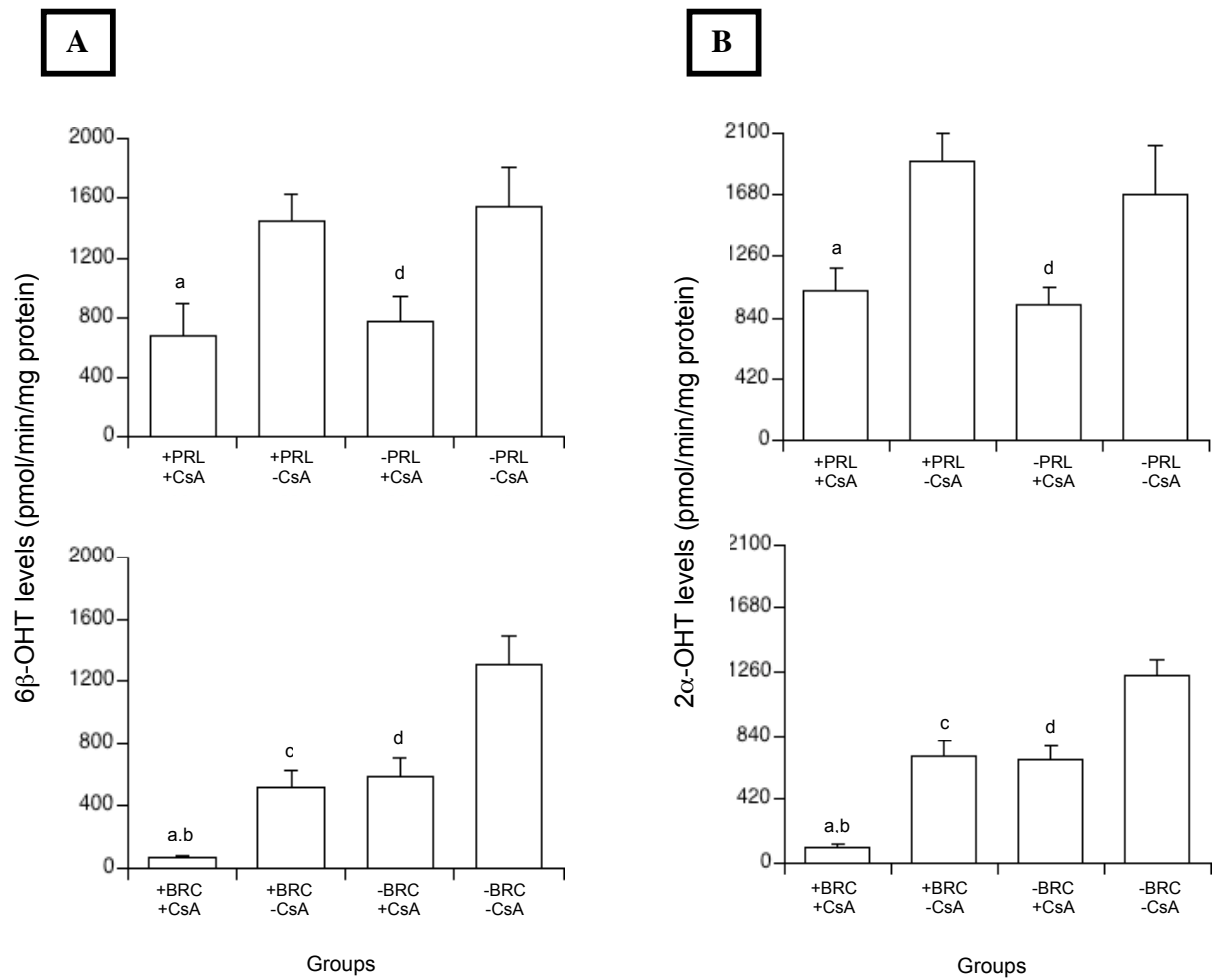 A
B
6β-OHT levels (pmol/min/mg protein)
2000
1600
1200
800
400
0
a
d
+PRL +PRL -PRL -PRL
+CsA -CsA +CsA -CsA
2000
1600
1200
800
400
0
a.b
c
d
+BRC +BRC -BRC -BRC
+CsA -CsA +CsA -CsA
Groups
2α-OHT levels (pmol/min/mg protein)
2100
1680
1260
840
420
0
a
d
+PRL +PRL -PRL -PRL
+CsA -CsA +CsA -CsA
2100
1680
1260
840
420
0
a,b
c
d
+BRC +BRC -BRC -BRC
+CsA -CsA +CsA -CsA
Groups